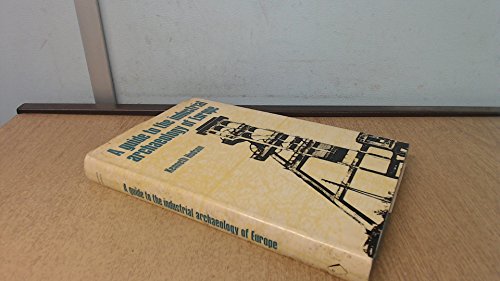 A guide to the industrial
archaeology of Europe
Kenneth Hudson
A guide to the industrial archaeology of Europe